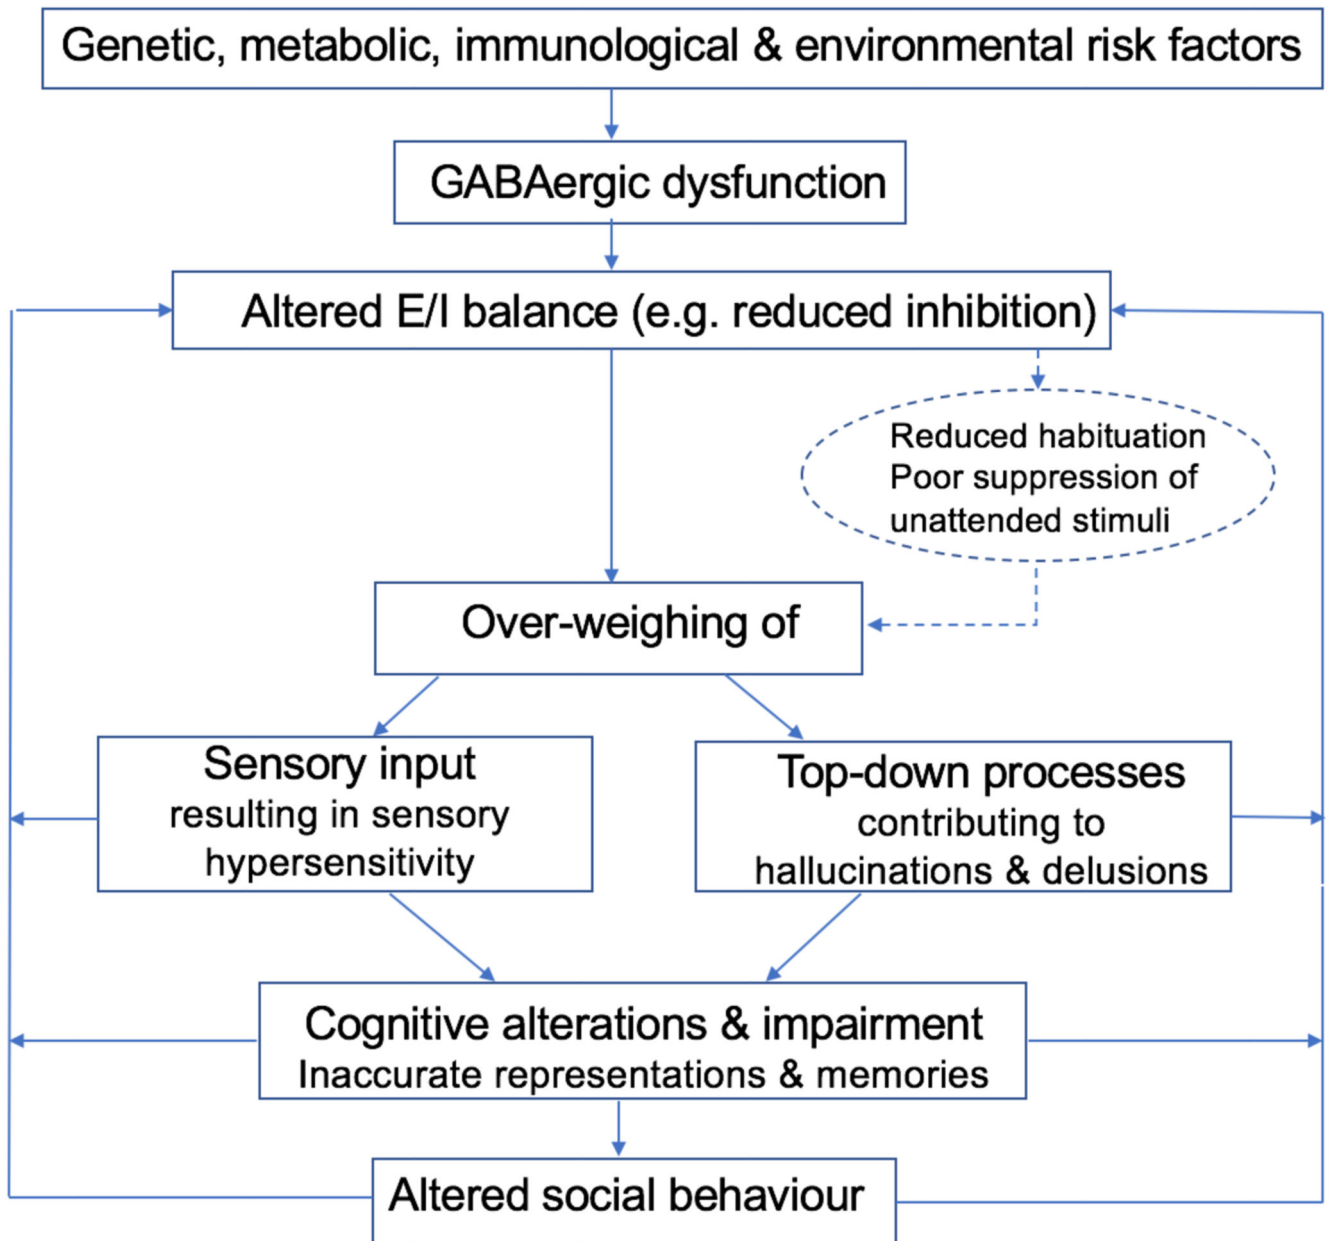 Genetic, metabolic, immunological & environmental risk factors
GABAergic dysfunction
Altered E/I balance (e.g. reduced inhibition)
Reduced habituation
Poor suppression of
unattended stimuli
Over-weighing of
Sensory input
resulting in sensory
hypersensitivity
Top-down processes
contributing to
hallucinations & delusions
Cognitive alterations & impairment
Inaccurate representations & memories
Altered social behaviour